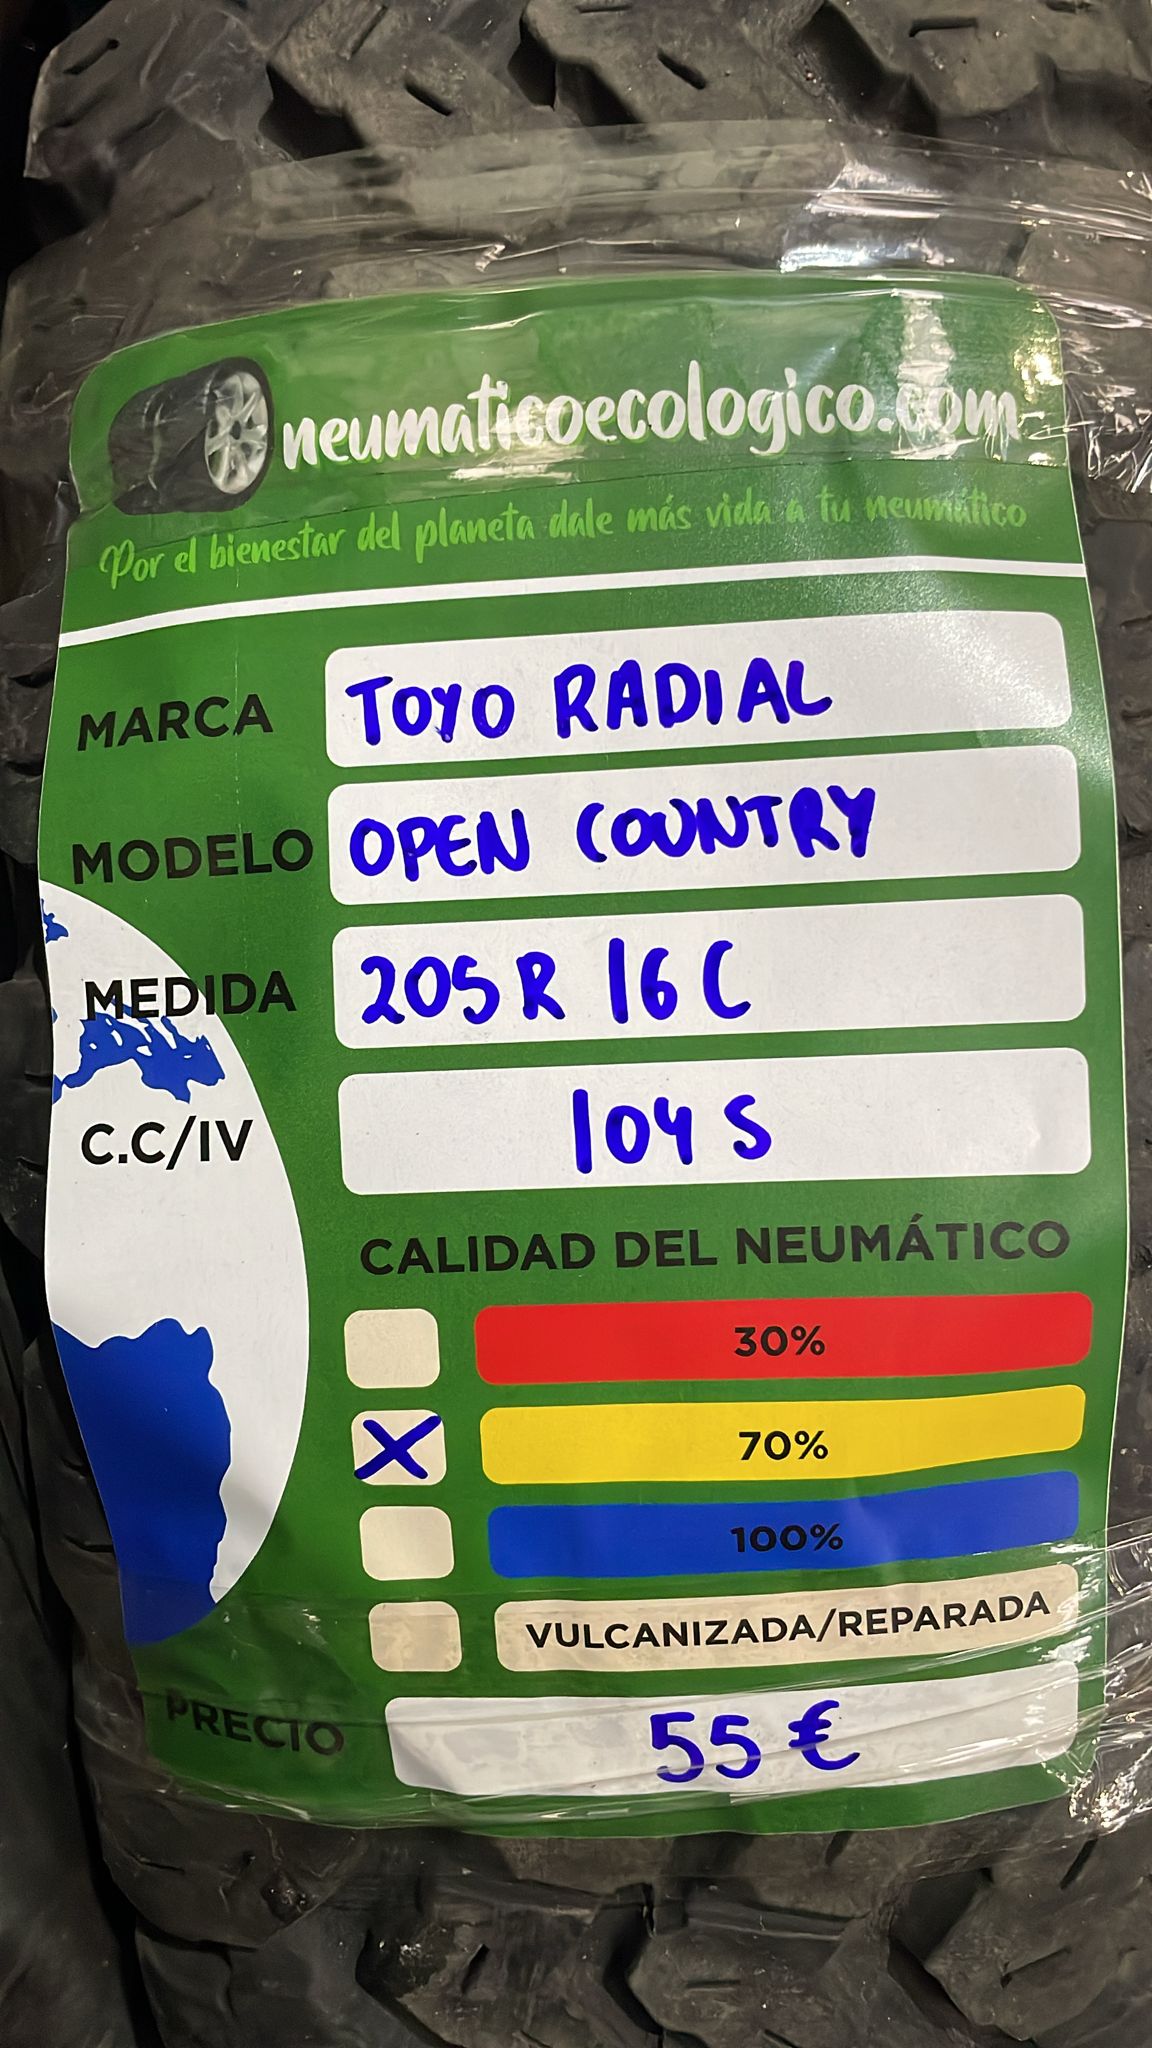 neumaticoecologico.com
Por el bienestar del planeta dale más vida a tu neumático
MARCA TOYO RADIAL
MODELO OPEN COUNTRY
MEDIDA 205 R 16 C
C.C/IV 104 S
CALIDAD DEL NEUMÁTICO
30%
X 70%
100%
VULCANIZADA/REPARADA
PRECIO 55 €